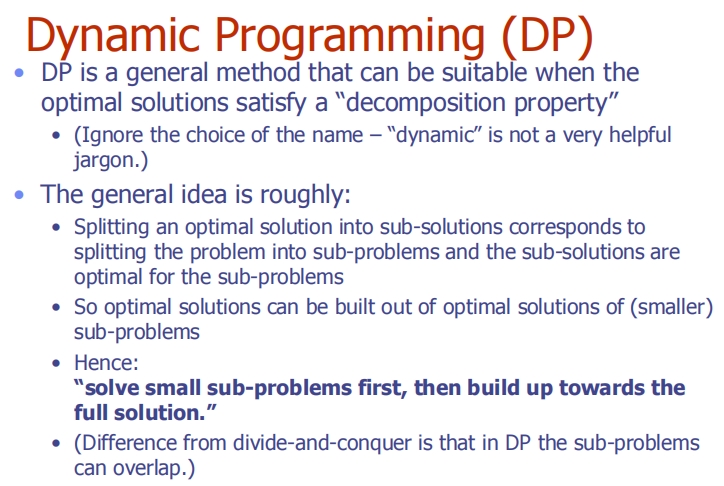 Dynamic Programming (DP)
• DP is a general method that can be suitable when the
optimal solutions satisfy a “decomposition property”
• (Ignore the choice of the name – “dynamic” is not a very helpful
jargon.)
• The general idea is roughly:
• Splitting an optimal solution into sub-solutions corresponds to
splitting the problem into sub-problems and the sub-solutions are
optimal for the sub-problems
• So optimal solutions can be built out of optimal solutions of (smaller)
sub-problems
• Hence:
“solve small sub-problems first, then build up towards the
full solution.”
• (Difference from divide-and-conquer is that in DP the sub-problems
can overlap.)